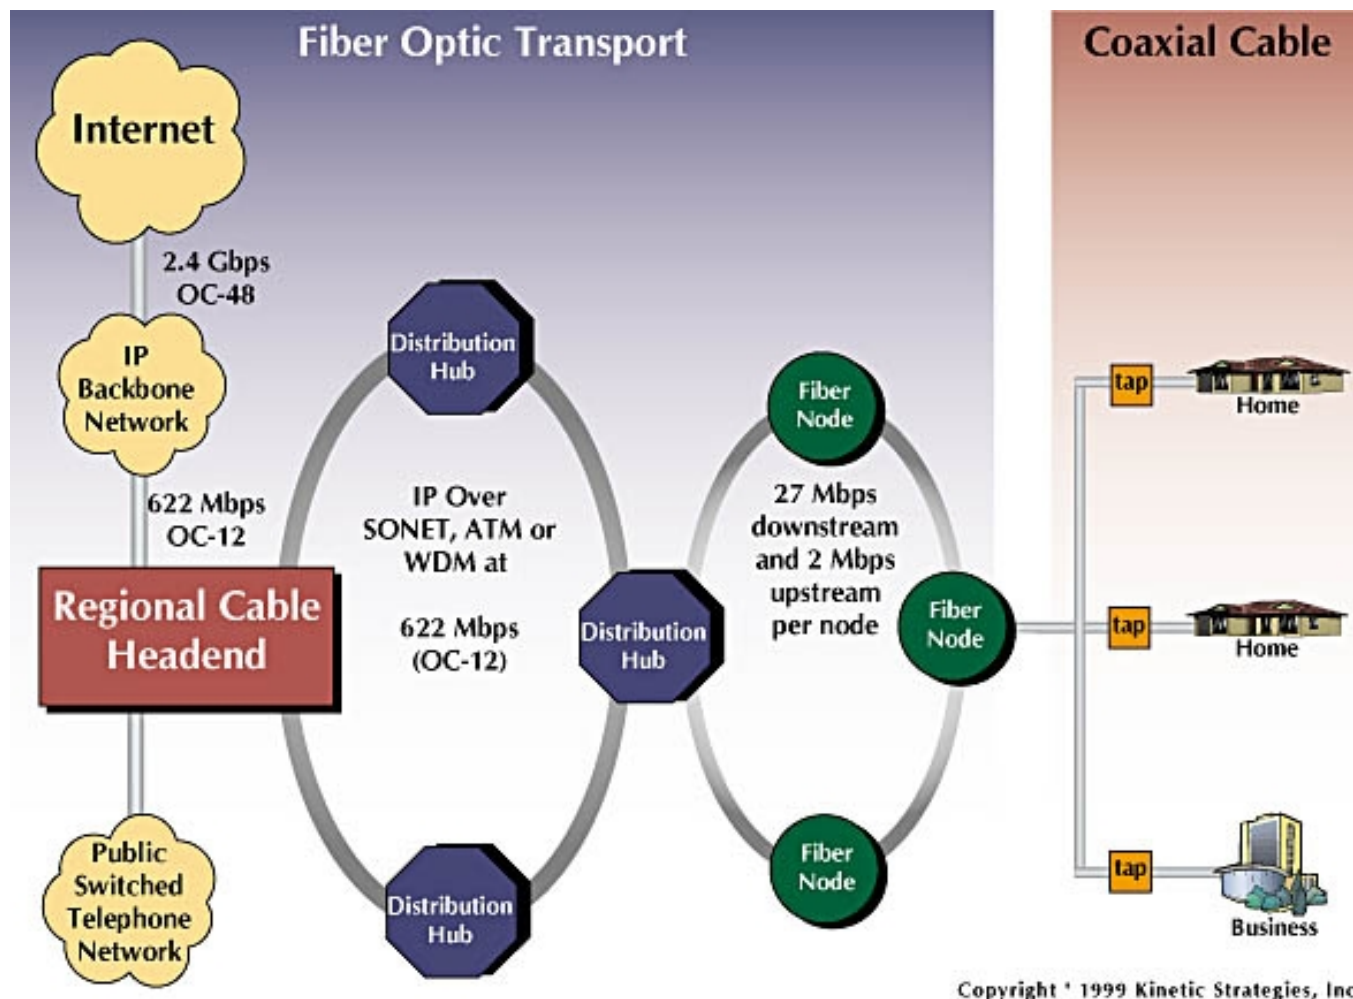 Fiber Optic Transport
Coaxial Cable
Internet
2.4 Gbps
OC-48
IP
Backbone
Network
622 Mbps
OC-12
Regional Cable
Headend
Public
Switched
Telephone
Network
Distribution
Hub
IP Over
SONET, ATM or
WDM at
622 Mbps
(OC-12)
Distribution
Hub
Distribution
Hub
Fiber
Node
27 Mbps
downstream
and 2 Mbps
upstream
per node
Fiber
Node
Fiber
Node
tap
Home
tap
Home
tap
Business
Copyright ' 1999 Kinetic Strategies, Inc